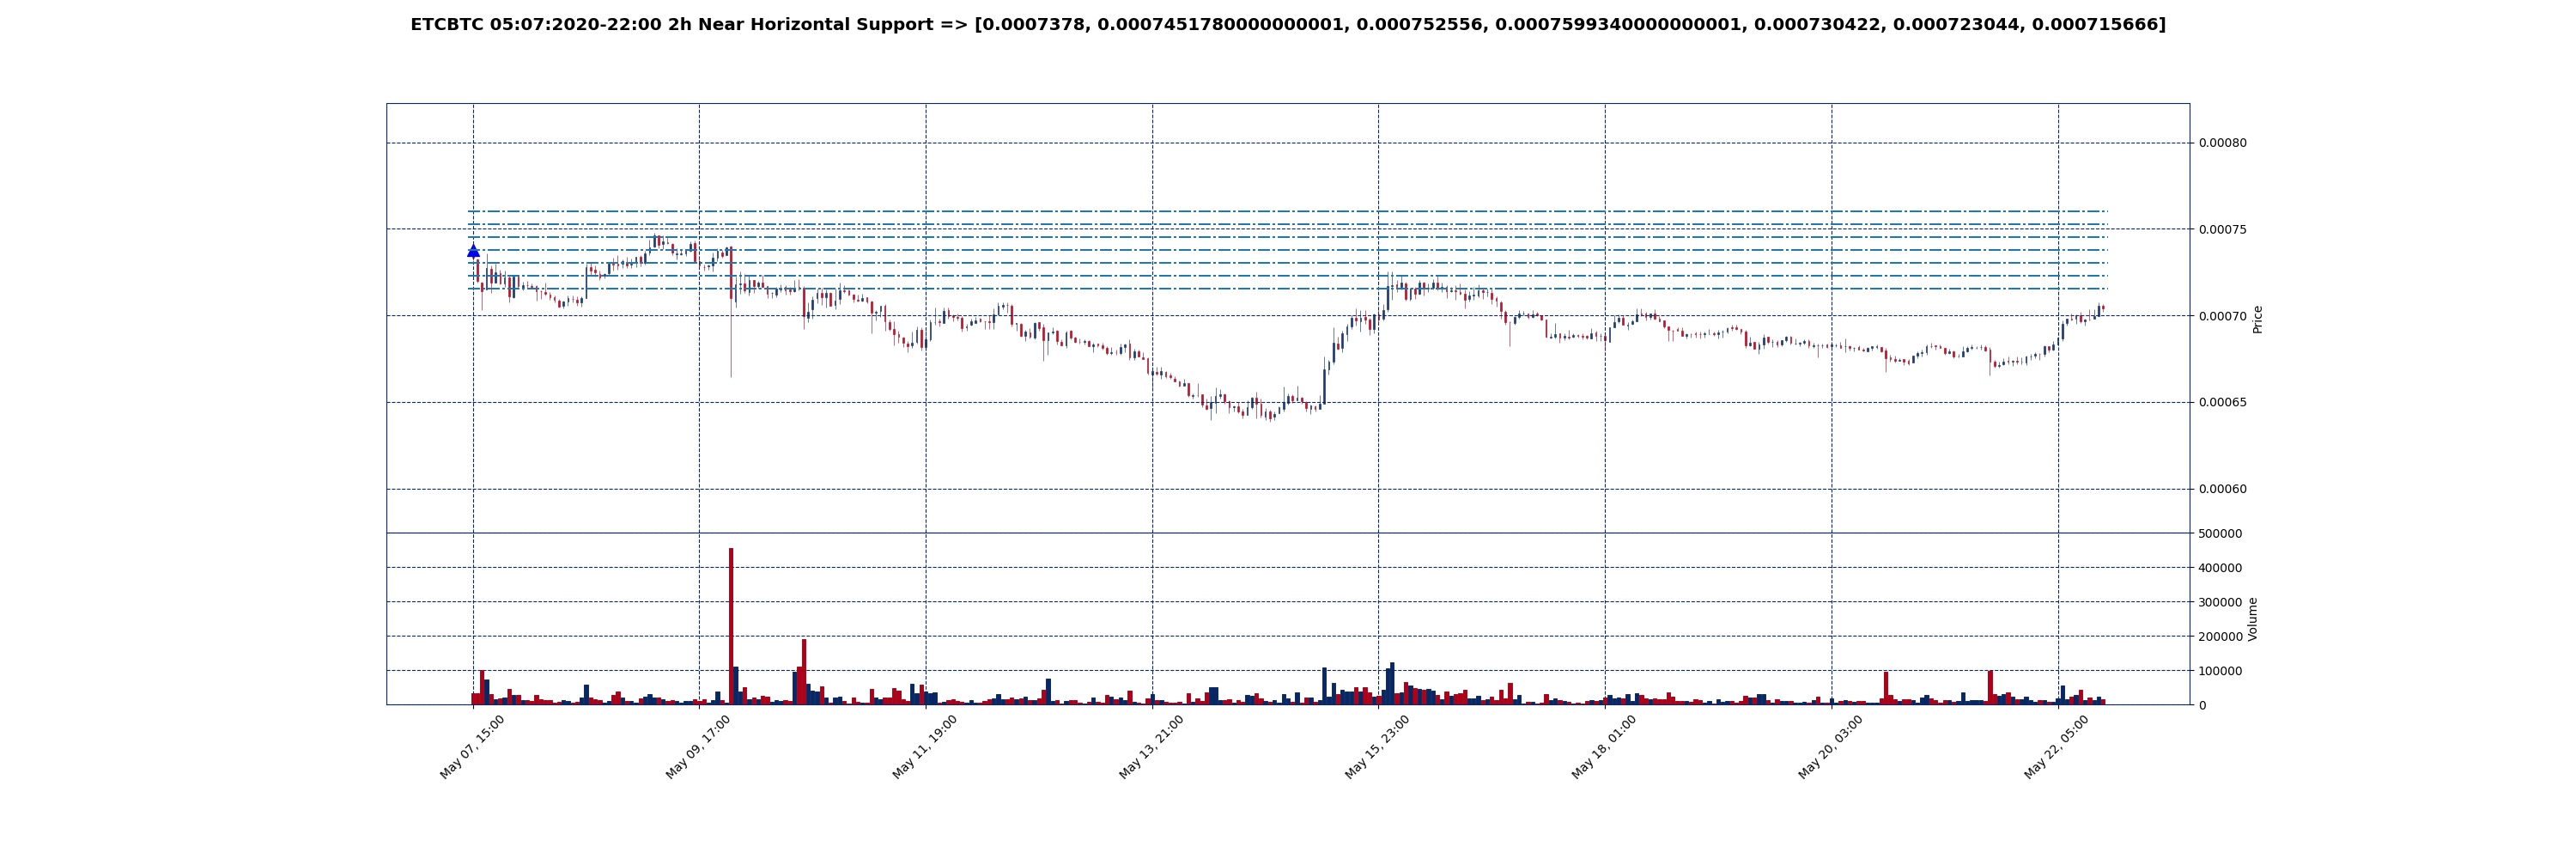 ETCBTC 05:07:2020-22:00 2h Near Horizontal Support => [0.0007378, 0.0007451780000000001, 0.000752556, 0.0007599340000000001, 0.000730422, 0.000723044, 0.000715666]
0.00080
0.00075
0.00070
0.00065
0.00060
Price
500000
400000
300000
200000
100000
0
Volume
May 07, 15:00
May 09, 17:00
May 11, 19:00
May 13, 21:00
May 15, 23:00
May 18, 01:00
May 20, 03:00
May 22, 05:00